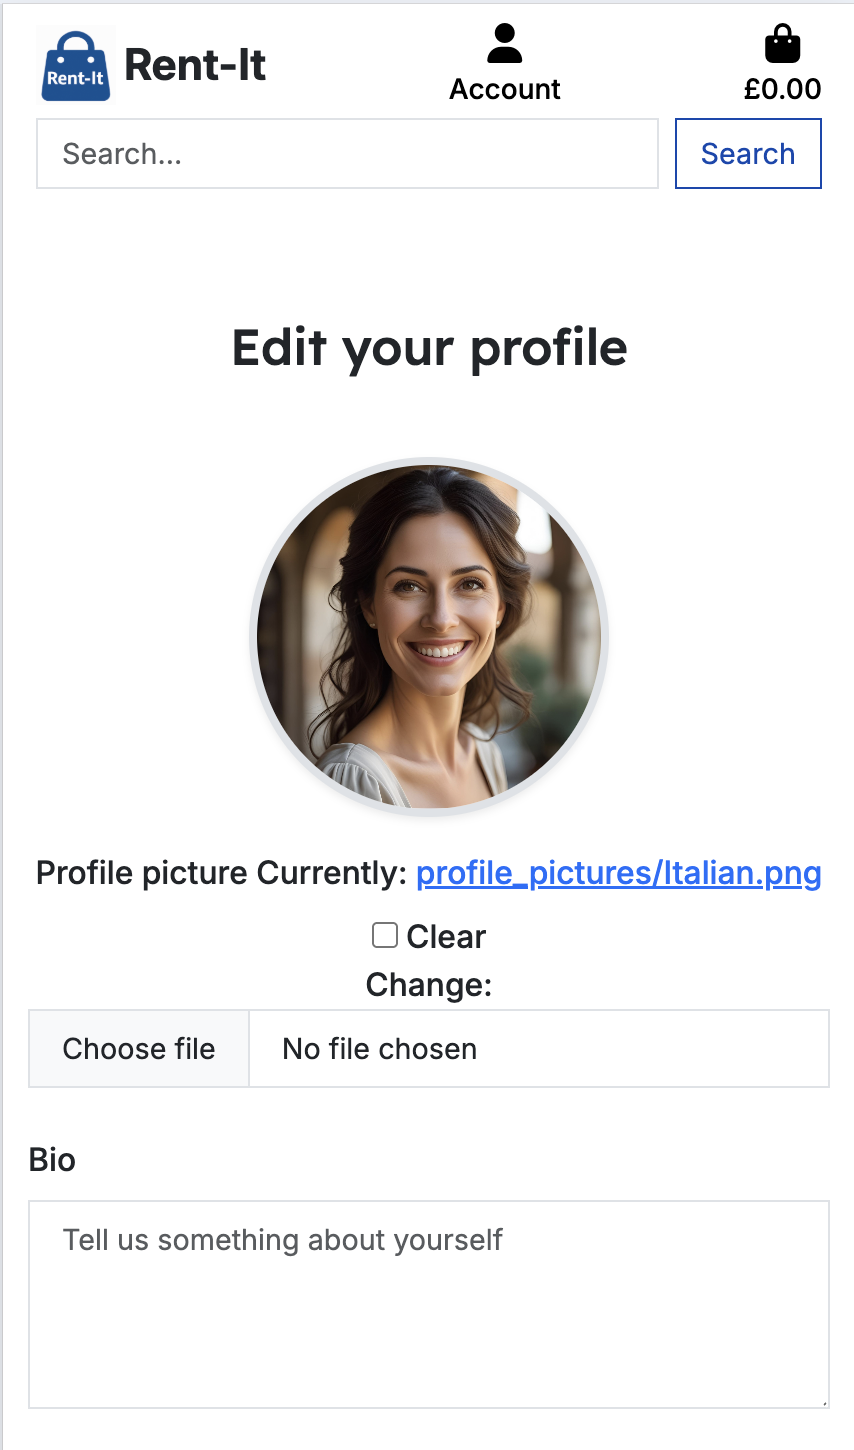 Rent-It
Rent-It
Account
£0.00
Search...
Search
Edit your profile
Profile picture Currently: profile_pictures/Italian.png
Clear
Change:
Choose file
No file chosen
Bio
Tell us something about yourself